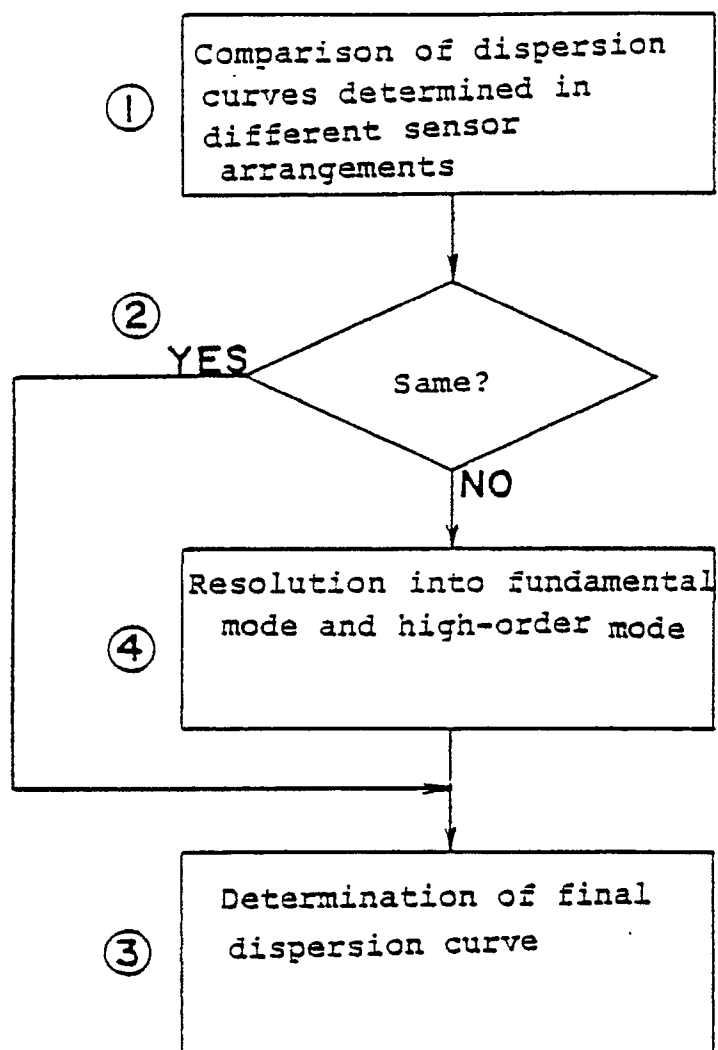 Comparison of dispersion
curves determined in
different sensor
arrangements
①
②
YES
Same?
NO
Resolution into fundamental
mode and high-order mode
④
Determination of final
dispersion curve
③